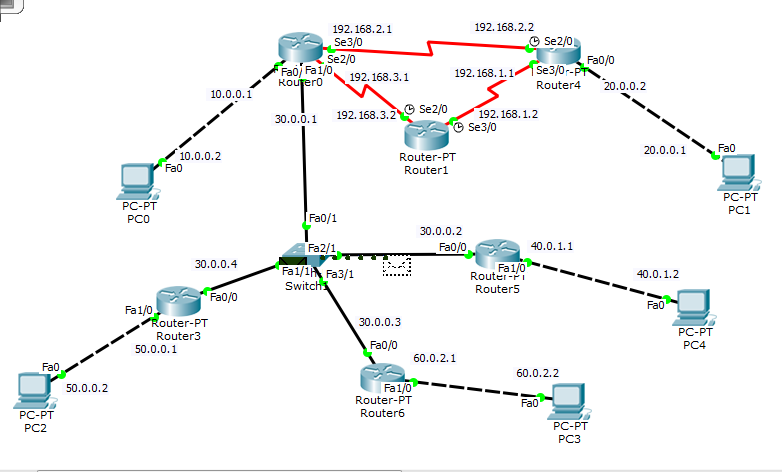 192.168.2.1
192.168.2.2
Se3/0
Se2/0
Se2/0
Fa0/0
Fa0/
Fa1/0
Router0
192.168.3.1
192.168.1.1
Se3/0
-PT
Router4
20.0.0.2
10.0.0.1
30.0.0.1
192.168.3.2
Se2/0
192.168.1.2
Se3/0
Router-PT
Router1
10.0.0.2
Fa0
PC-PT
PC0
20.0.0.1
Fa0
PC-PT
PC1
Fa0/1
30.0.0.2
Fa2/1
Fa0/0
40.0.1.1
30.0.0.4
Fa1/1
Fa3/1
Switch
Fa1/0
Router-PT
Router5
40.0.1.2
Fa0
PC-PT
PC4
Fa0/0
Fa1/0
Router-PT
Router3
30.0.0.3
50.0.0.1
Fa0/0
60.0.2.1
Fa0
50.0.0.2
Fa1/0
Router-PT
Router6
60.0.2.2
Fa0
PC-PT
PC2
PC-PT
PC3